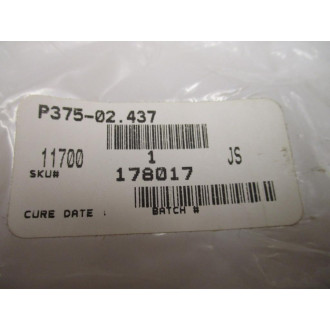 P375-02.437
11700 1 JS
SKU# 178017
CURE DATE : BATCH #